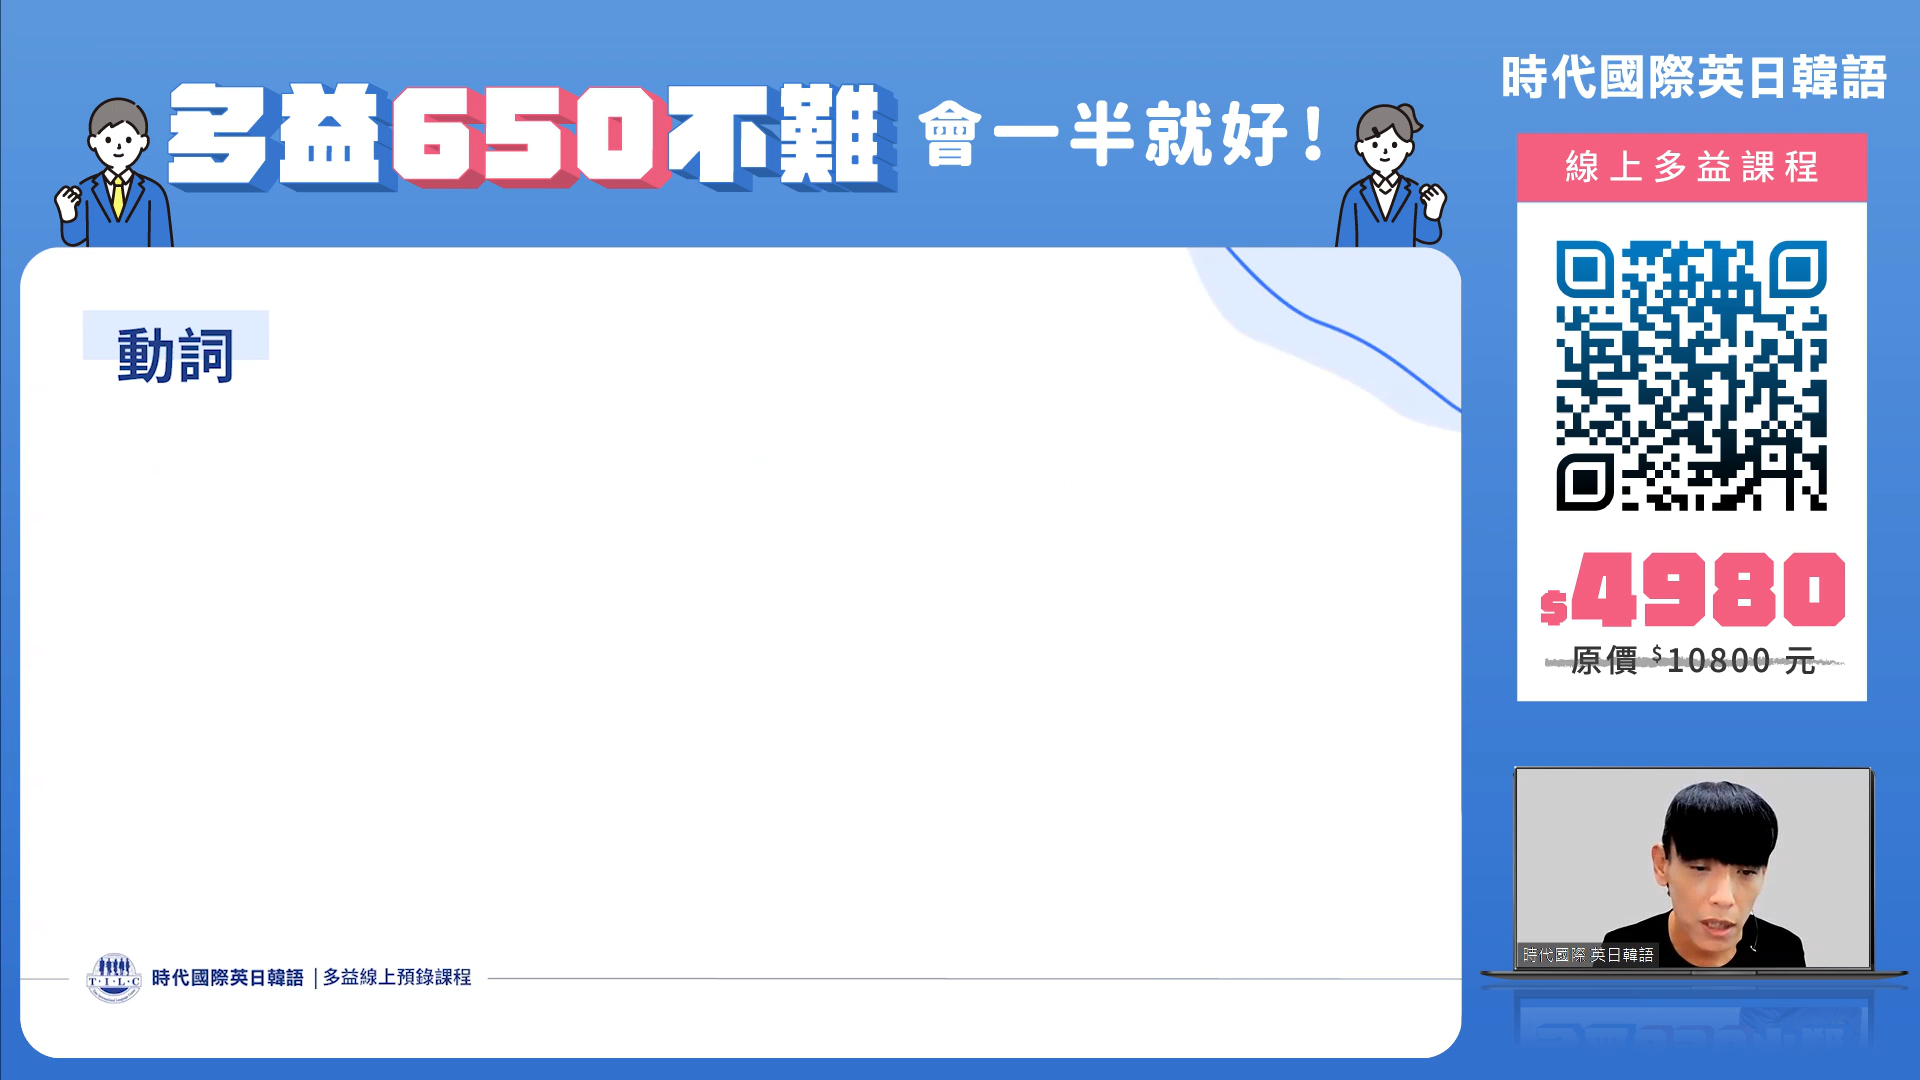 多益650不難 會一半就好!
時代國際英日韓語
線上多益課程
$4980
原價 $10800 元
動詞
T·I·L·C
時代國際英日韓語 | 多益線上預錄課程
時代國際 英日韓語